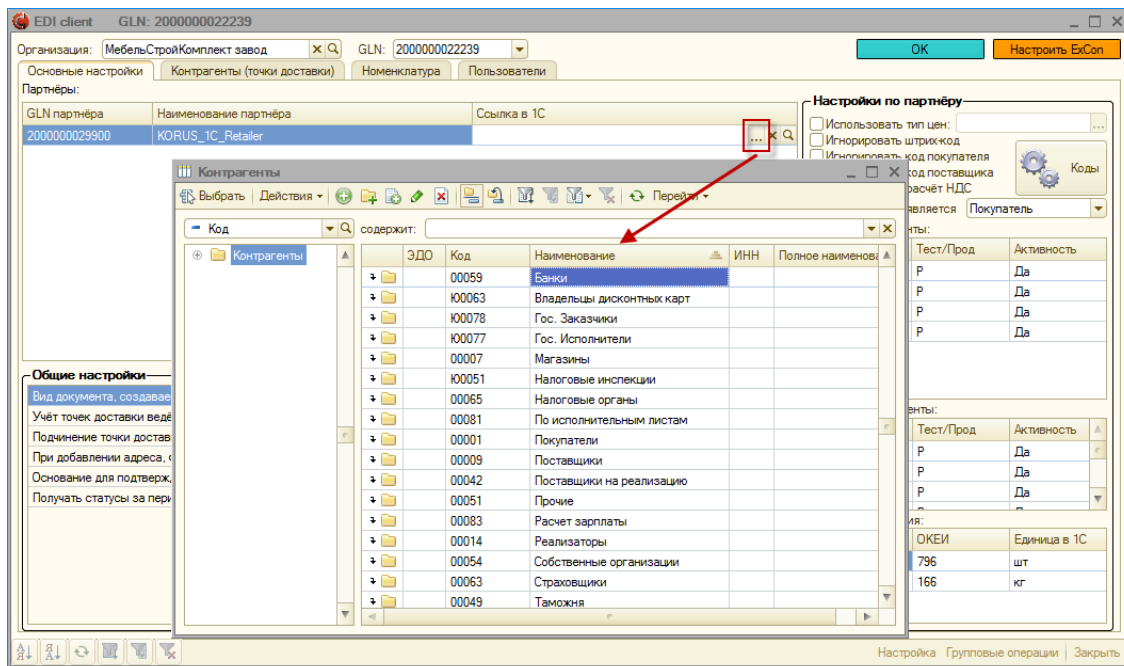 EDI client GLN: 2000000022239
Организация: МебельСтройКомплект завод GLN: 2000000022239 OK Настроить ExCon
Основные настройки Контрагенты (точки доставки) Номенклатура Пользователи
Партнёры:
GLN партнёра Наименование партнёра Ссылка в 1С
2000000029900 KORUS_1C_Retailer ...
Настройки по партнёру
Использовать тип цен: ...
Игнорировать штрих-код
Игнорировать код покупателя
код поставщика
расчёт НДС
Коды
является Покупатель
нты:
Тест/Прод Активность
P Да
P Да
P Да
P Да
Контрагенты
Выбрать Действия Перейти
Код содержит:
Контрагенты
ЭДО Код Наименование ИНН Полное наименова
00059 Банки
Ю0063 Владельцы дисконтных карт
Ю0078 Гос. Заказчики
Ю0077 Гос. Исполнители
00007 Магазины
Ю0051 Налоговые инспекции
00065 Налоговые органы
00081 По исполнительным листам
00001 Покупатели
00009 Поставщики
00042 Поставщики на реализацию
00051 Прочие
00083 Расчет зарплаты
00014 Реализаторы
00054 Собственные организации
00063 Страховщики
00049 Таможня
Общие настройки
Вид документа, создавае
Учёт точек доставки ведё
Подчинение точки достав
При добавлении адреса, с
Основание для подтверж
Получать статусы за пери
енты:
Тест/Прод Активность
P Да
P Да
P Да
ия:
ОКЕИ Единица в 1С
796 шт
166 кг
Настройка Групповые операции Закрыть